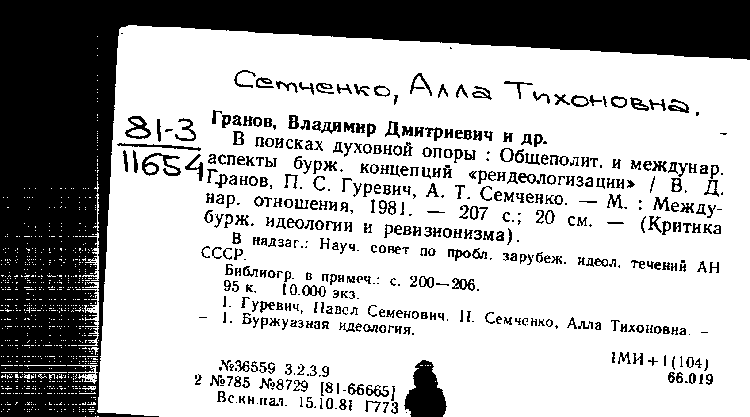 Семченко, Алла Тихоновна.
81-3
11654
Гранов, Владимир Дмитриевич и др.
В поисках духовной опоры : Общеполит. и междунар.
аспекты бурж. концепций «реидеологизации» / В. Д.
Гранов, П. С. Гуревич, А. Т. Семченко. — М. : Между-
нар. отношения, 1981. — 207 с.; 20 см. — (Критика
бурж. идеологии и ревизионизма).
В надзаг.: Науч. совет по пробл. зарубеж. идеол. течений АН
СССР.
Библиогр. в примеч.: с. 200—206.
95 к. 10.000 экз.
I. Гуревич, Павел Семенович. II. Семченко, Алла Тихоновна. —
— 1. Буржуазная идеология.
1МИ+1(104)
66.019
№36559 3.2.3.9
2 №785 №8729 [81-66665]
Вс.кн.пал. 15.10.81 Г773